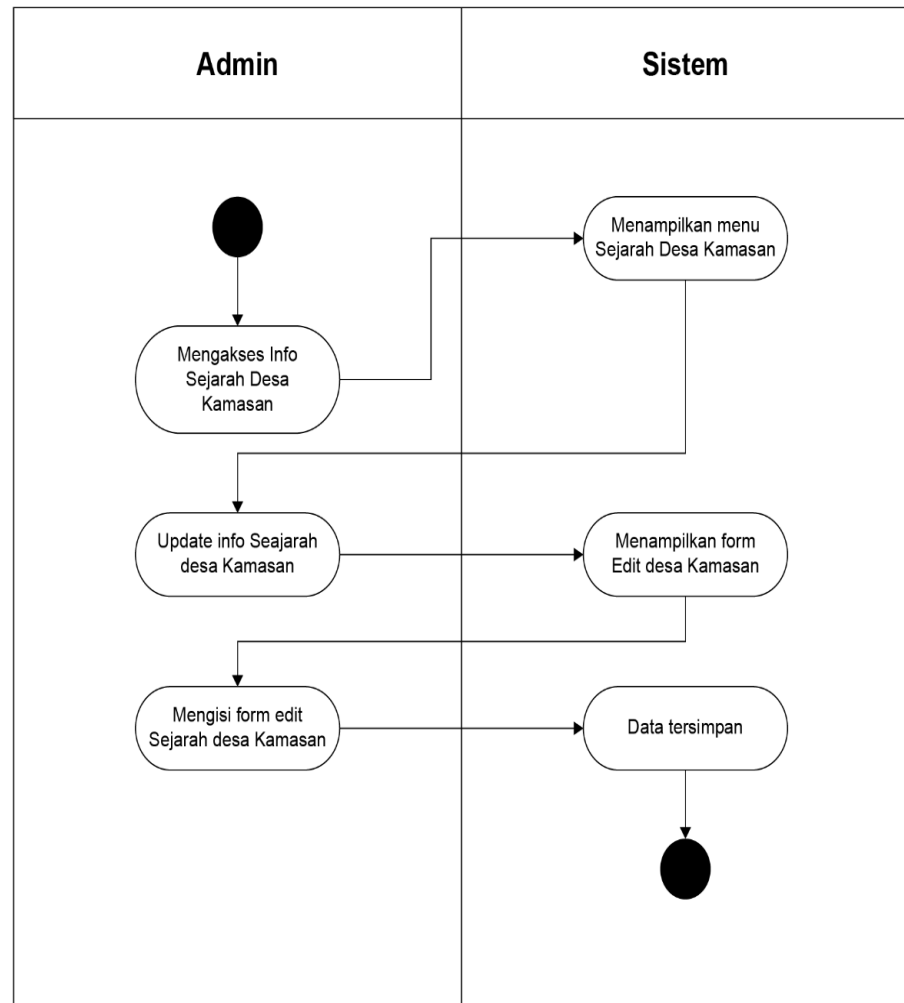 Admin
Sistem
Menampilkan menu
Sejarah Desa Kamasan
Mengakses Info
Sejarah Desa
Kamasan
Update info Seajarah
desa Kamasan
Menampilkan form
Edit desa Kamasan
Mengisi form edit
Sejarah desa Kamasan
Data tersimpan